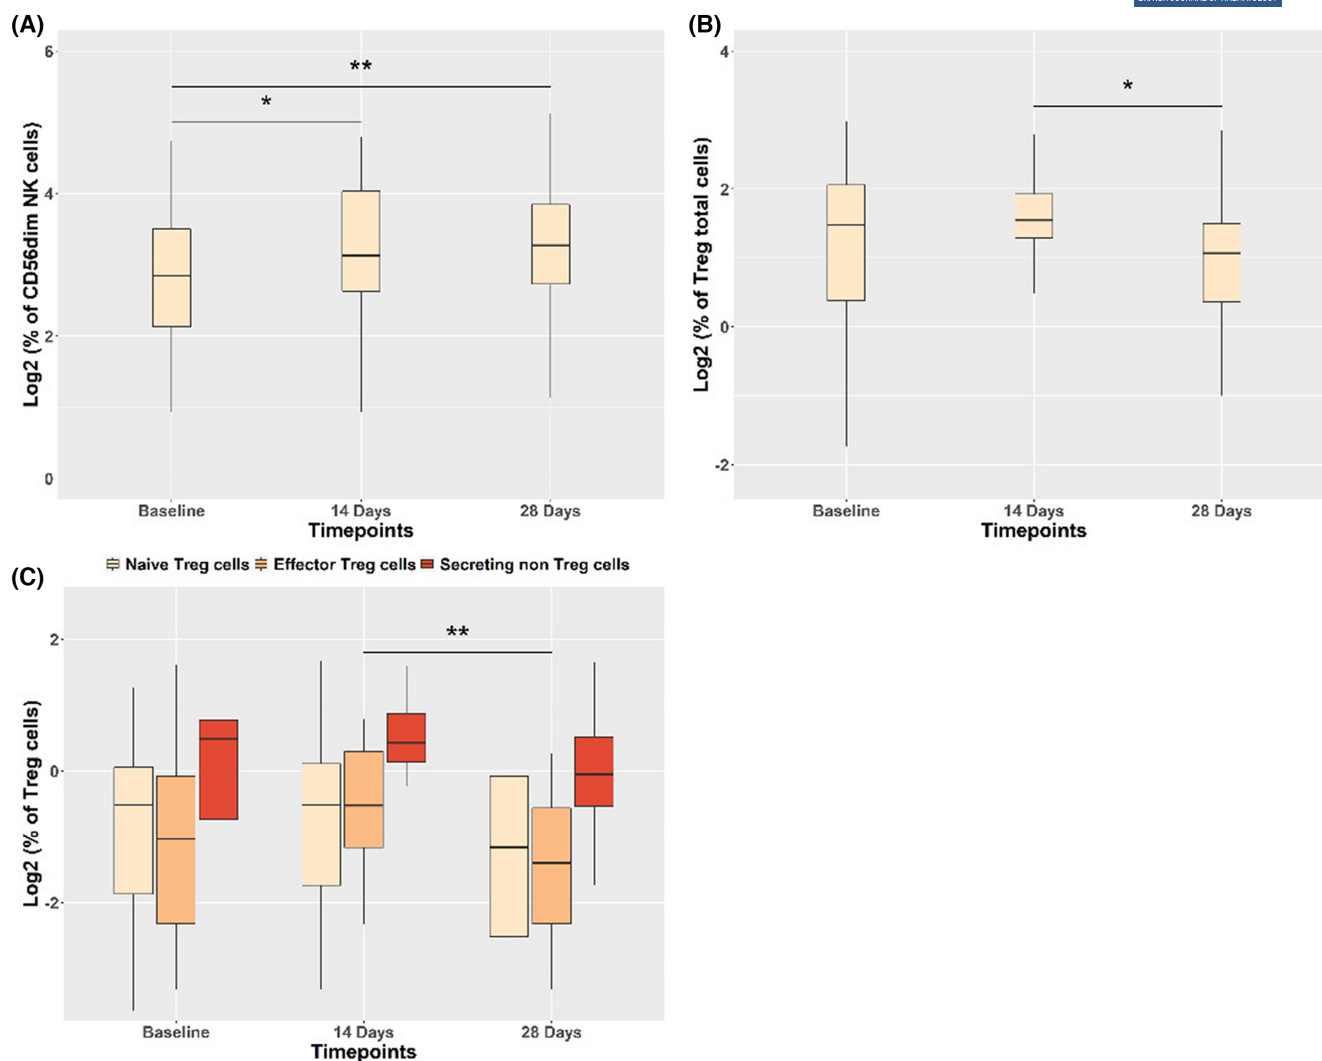 (A)
6
4
2
0
**
*
Log2 (% of CD56dim NK cells)
Baseline
14 Days
28 Days
Timepoints
(B)
4
2
0
-2
*
Log2 (% of Treg total cells)
Baseline
14 Days
28 Days
Timepoints
(C)
Naive Treg cells
Effector Treg cells
Secreting non Treg cells
2
0
-2
**
Log2 (% of Treg cells)
Baseline
14 Days
28 Days
Timepoints